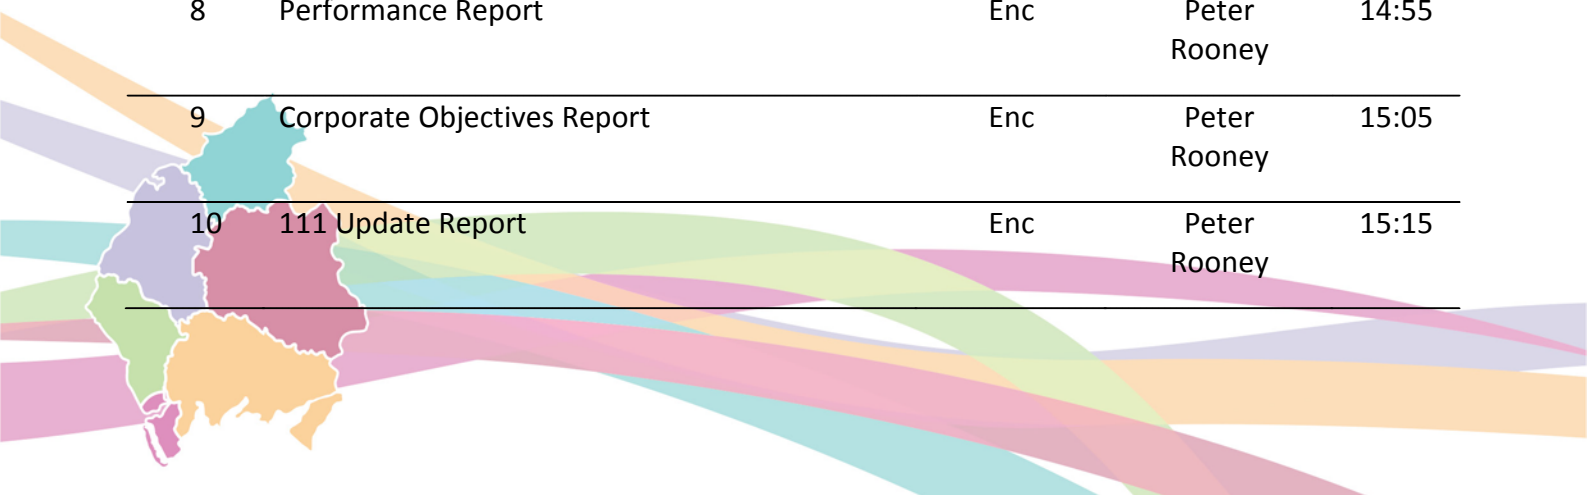 8 Performance Report Enc Peter 14:55
Rooney
9 Corporate Objectives Report Enc Peter 15:05
Rooney
10 111 Update Report Enc Peter 15:15
Rooney